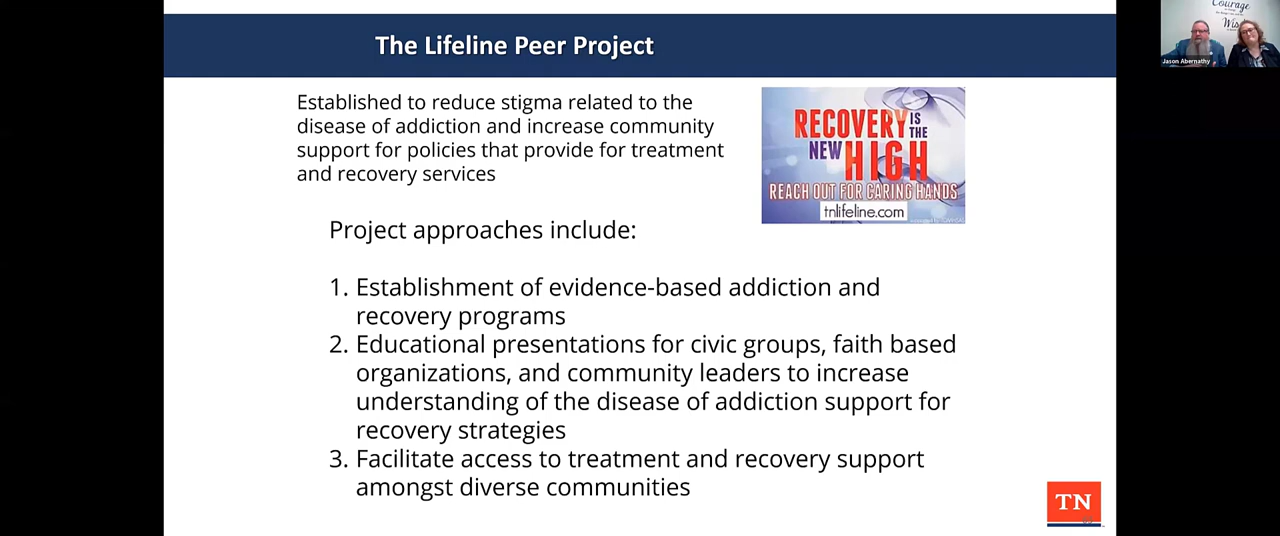 The Lifeline Peer Project
Courage
Wis
Jason Abernathy
Established to reduce stigma related to the
disease of addiction and increase community
support for policies that provide for treatment
and recovery services
RECOVERY IS
THE
NEW HIGH
REACH OUT FOR CARING HANDS
tnlifeline.com
Project approaches include:
1. Establishment of evidence-based addiction and
recovery programs
2. Educational presentations for civic groups, faith based
organizations, and community leaders to increase
understanding of the disease of addiction support for
recovery strategies
3. Facilitate access to treatment and recovery support
amongst diverse communities
TN